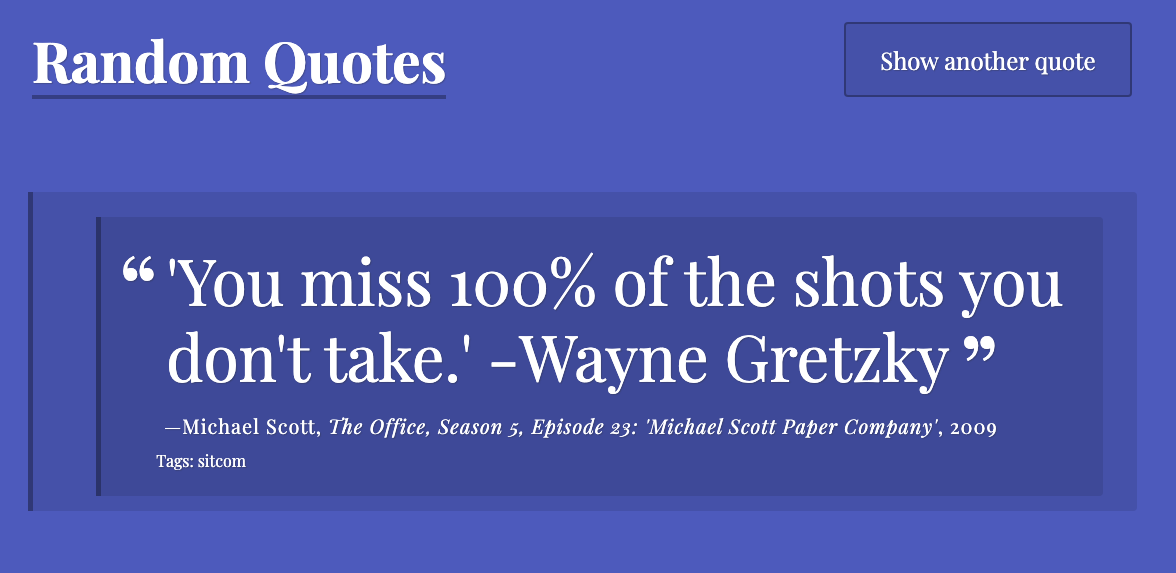 Random Quotes
Show another quote
“ 'You miss 100% of the shots you
don't take.' -Wayne Gretzky ”
—Michael Scott, The Office, Season 5, Episode 23: 'Michael Scott Paper Company', 2009
Tags: sitcom